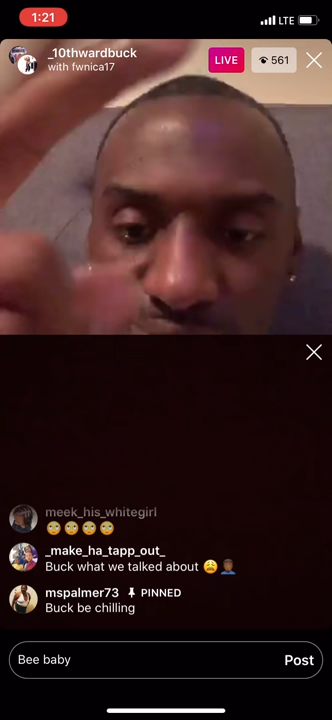 1:21
LTE
_10thwardbuck
with fwnica17
LIVE
561
meek_his_whitegirl
🙄🙄🙄🙄
_make_ha_tapp_out_
Buck what we talked about 😩🤦🏾‍♂️
mspalmer73 📌 PINNED
Buck be chilling
Bee baby
Post